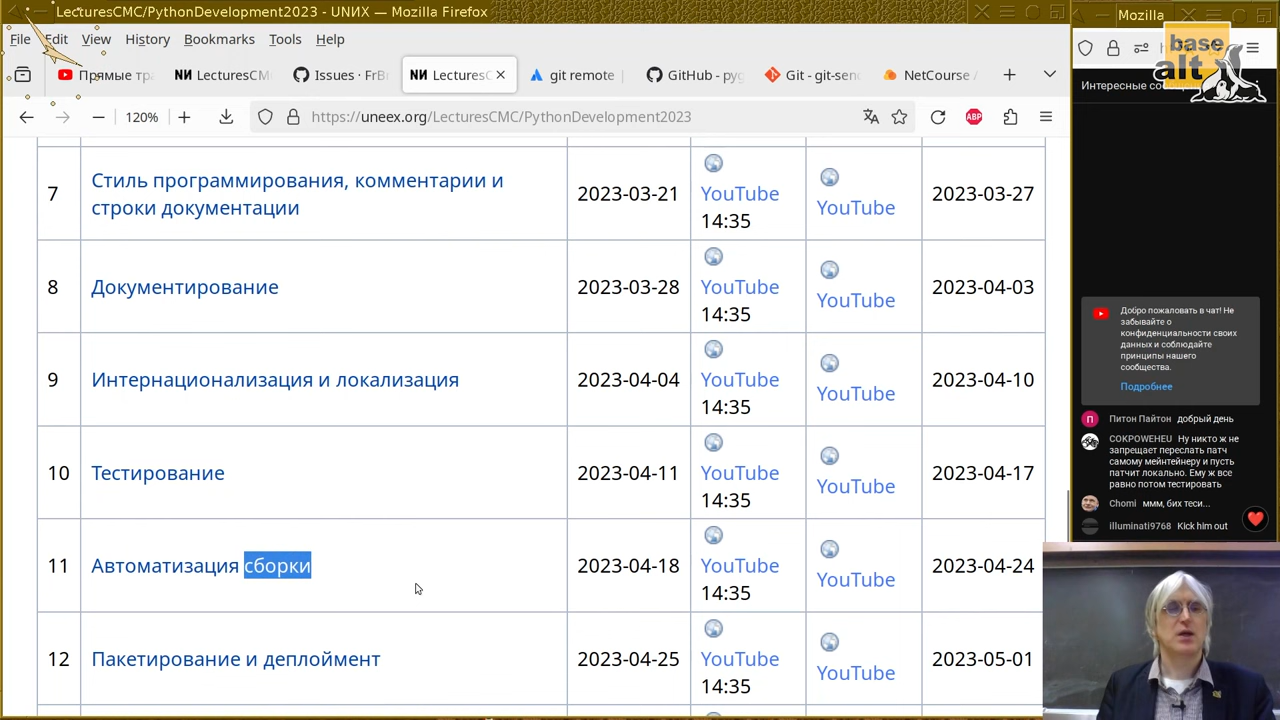 LecturesCMC/PythonDevelopment2023 - UNИX — Mozilla Firefox
File Edit View History Bookmarks Tools Help
Прямые тра
LecturesCM
Issues · FrB
LecturesC
git remote
GitHub - pyg
Git - git-sen
NetCourse /
120%
https://uneex.org/LecturesCMC/PythonDevelopment2023
ABP
7
Стиль программирования, комментарии и
строки документации
2023-03-21
YouTube
14:35
YouTube
2023-03-27
8
Документирование
2023-03-28
YouTube
14:35
YouTube
2023-04-03
9
Интернационализация и локализация
2023-04-04
YouTube
14:35
YouTube
2023-04-10
10
Тестирование
2023-04-11
YouTube
14:35
YouTube
2023-04-17
11
Автоматизация сборки
2023-04-18
YouTube
14:35
YouTube
2023-04-24
12
Пакетирование и деплоймент
2023-04-25
YouTube
14:35
YouTube
2023-05-01
Mozilla
base
alt
Интересные
Добро пожаловать в чат! Не
забывайте о
конфиденциальности своих
данных и соблюдайте
принципы нашего
сообщества.
Подробнее
П
Питон Пайтон добрый день
COKPOWEHEU Ну никто ж не
запрещает переслать патч
самому мейнтейнеру и пусть
патчит локально. Ему ж все
равно потом тестировать
Chomi ммм, бих теси...
illuminati9768 Kick him out